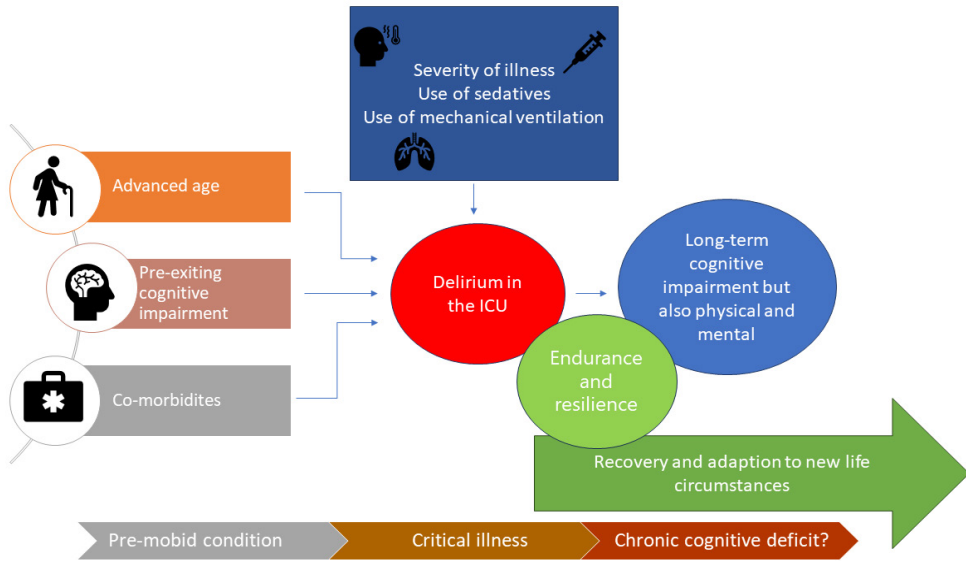 Severity of illness
Use of sedatives
Use of mechanical ventilation
Advanced age
Pre-exiting
cognitive
impairment
Co-morbidites
Delirium in
the ICU
Long-term
cognitive
impairment but
also physical and
mental
Endurance
and
resilience
Recovery and adaption to new life
circumstances
Pre-mobid condition
Critical illness
Chronic cognitive deficit?